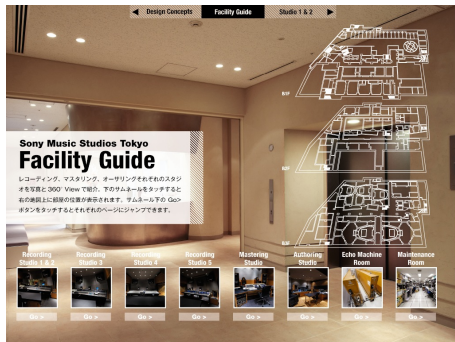 Design Concepts
Facility Guide
Studio 1 & 2
Sony Music Studios Tokyo
Facility Guide
レコーディング、マスタリング、オーサリングそれぞれのスタジ
オを写真と 360° View で紹介。下のサムネールをタッチすると
右の地図上に部屋の位置が表示されます。サムネール下の Go>
ボタンをタッチするとそれぞれのページにジャンプできます。
Recording
Studio 1 & 2
Recording
Studio 3
Recording
Studio 4
Recording
Studio 5
Mastering
Studio
Authoring
Studio
Echo Machine
Room
Maintenance
Room
Go >
Go >
Go >
Go >
Go >
Go >
Go >
Go >